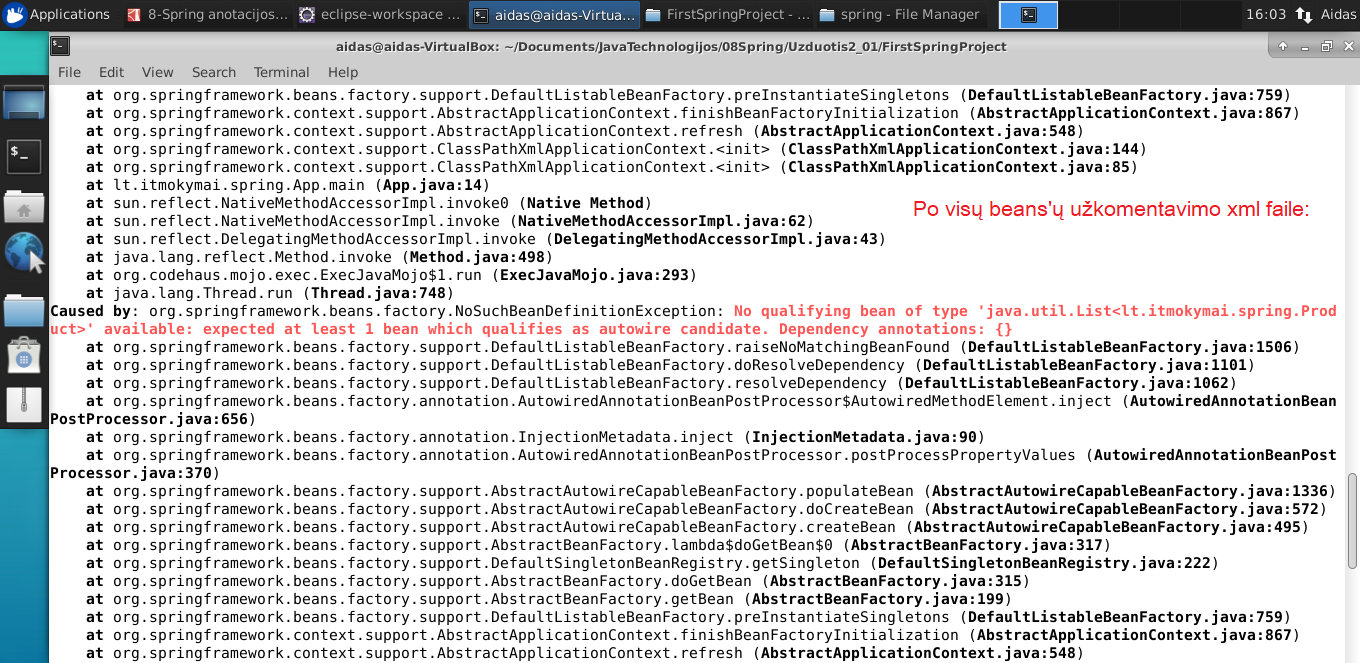 Applications
8-Spring anotacijos...
eclipse-workspace ...
aidas@aidas-Virtua...
FirstSpringProject - ...
spring - File Manager
16:03
Aidas
aidas@aidas-VirtualBox: ~/Documents/JavaTechnologijos/08Spring/Uzduotis2_01/FirstSpringProject
File Edit View Search Terminal Help
at org.springframework.beans.factory.support.DefaultListableBeanFactory.preInstantiateSingletons (DefaultListableBeanFactory.java:759)
at org.springframework.context.support.AbstractApplicationContext.finishBeanFactoryInitialization (AbstractApplicationContext.java:867)
at org.springframework.context.support.AbstractApplicationContext.refresh (AbstractApplicationContext.java:548)
at org.springframework.context.support.ClassPathXmlApplicationContext.<init> (ClassPathXmlApplicationContext.java:144)
at org.springframework.context.support.ClassPathXmlApplicationContext.<init> (ClassPathXmlApplicationContext.java:85)
at lt.itmokymai.spring.App.main (App.java:14)
at sun.reflect.NativeMethodAccessorImpl.invoke0 (Native Method)
Po visų beans'ų užkomentavimo xml faile:
at sun.reflect.NativeMethodAccessorImpl.invoke (NativeMethodAccessorImpl.java:62)
at sun.reflect.DelegatingMethodAccessorImpl.invoke (DelegatingMethodAccessorImpl.java:43)
at java.lang.reflect.Method.invoke (Method.java:498)
at org.codehaus.mojo.exec.ExecJavaMojo$1.run (ExecJavaMojo.java:293)
at java.lang.Thread.run (Thread.java:748)
Caused by: org.springframework.beans.factory.NoSuchBeanDefinitionException: No qualifying bean of type 'java.util.List<lt.itmokymai.spring.Prod
uct>' available: expected at least 1 bean which qualifies as autowire candidate. Dependency annotations: {}
at org.springframework.beans.factory.support.DefaultListableBeanFactory.raiseNoMatchingBeanFound (DefaultListableBeanFactory.java:1506)
at org.springframework.beans.factory.support.DefaultListableBeanFactory.doResolveDependency (DefaultListableBeanFactory.java:1101)
at org.springframework.beans.factory.support.DefaultListableBeanFactory.resolveDependency (DefaultListableBeanFactory.java:1062)
at org.springframework.beans.factory.annotation.AutowiredAnnotationBeanPostProcessor$AutowiredMethodElement.inject (AutowiredAnnotationBean
PostProcessor.java:656)
at org.springframework.beans.factory.annotation.InjectionMetadata.inject (InjectionMetadata.java:90)
at org.springframework.beans.factory.annotation.AutowiredAnnotationBeanPostProcessor.postProcessPropertyValues (AutowiredAnnotationBeanPost
Processor.java:370)
at org.springframework.beans.factory.support.AbstractAutowireCapableBeanFactory.populateBean (AbstractAutowireCapableBeanFactory.java:1336)
at org.springframework.beans.factory.support.AbstractAutowireCapableBeanFactory.doCreateBean (AbstractAutowireCapableBeanFactory.java:572)
at org.springframework.beans.factory.support.AbstractAutowireCapableBeanFactory.createBean (AbstractAutowireCapableBeanFactory.java:495)
at org.springframework.beans.factory.support.AbstractBeanFactory.lambda$doGetBean$0 (AbstractBeanFactory.java:317)
at org.springframework.beans.factory.support.DefaultSingletonBeanRegistry.getSingleton (DefaultSingletonBeanRegistry.java:222)
at org.springframework.beans.factory.support.AbstractBeanFactory.doGetBean (AbstractBeanFactory.java:315)
at org.springframework.beans.factory.support.AbstractBeanFactory.getBean (AbstractBeanFactory.java:199)
at org.springframework.beans.factory.support.DefaultListableBeanFactory.preInstantiateSingletons (DefaultListableBeanFactory.java:759)
at org.springframework.context.support.AbstractApplicationContext.finishBeanFactoryInitialization (AbstractApplicationContext.java:867)
at org.springframework.context.support.AbstractApplicationContext.refresh (AbstractApplicationContext.java:548)